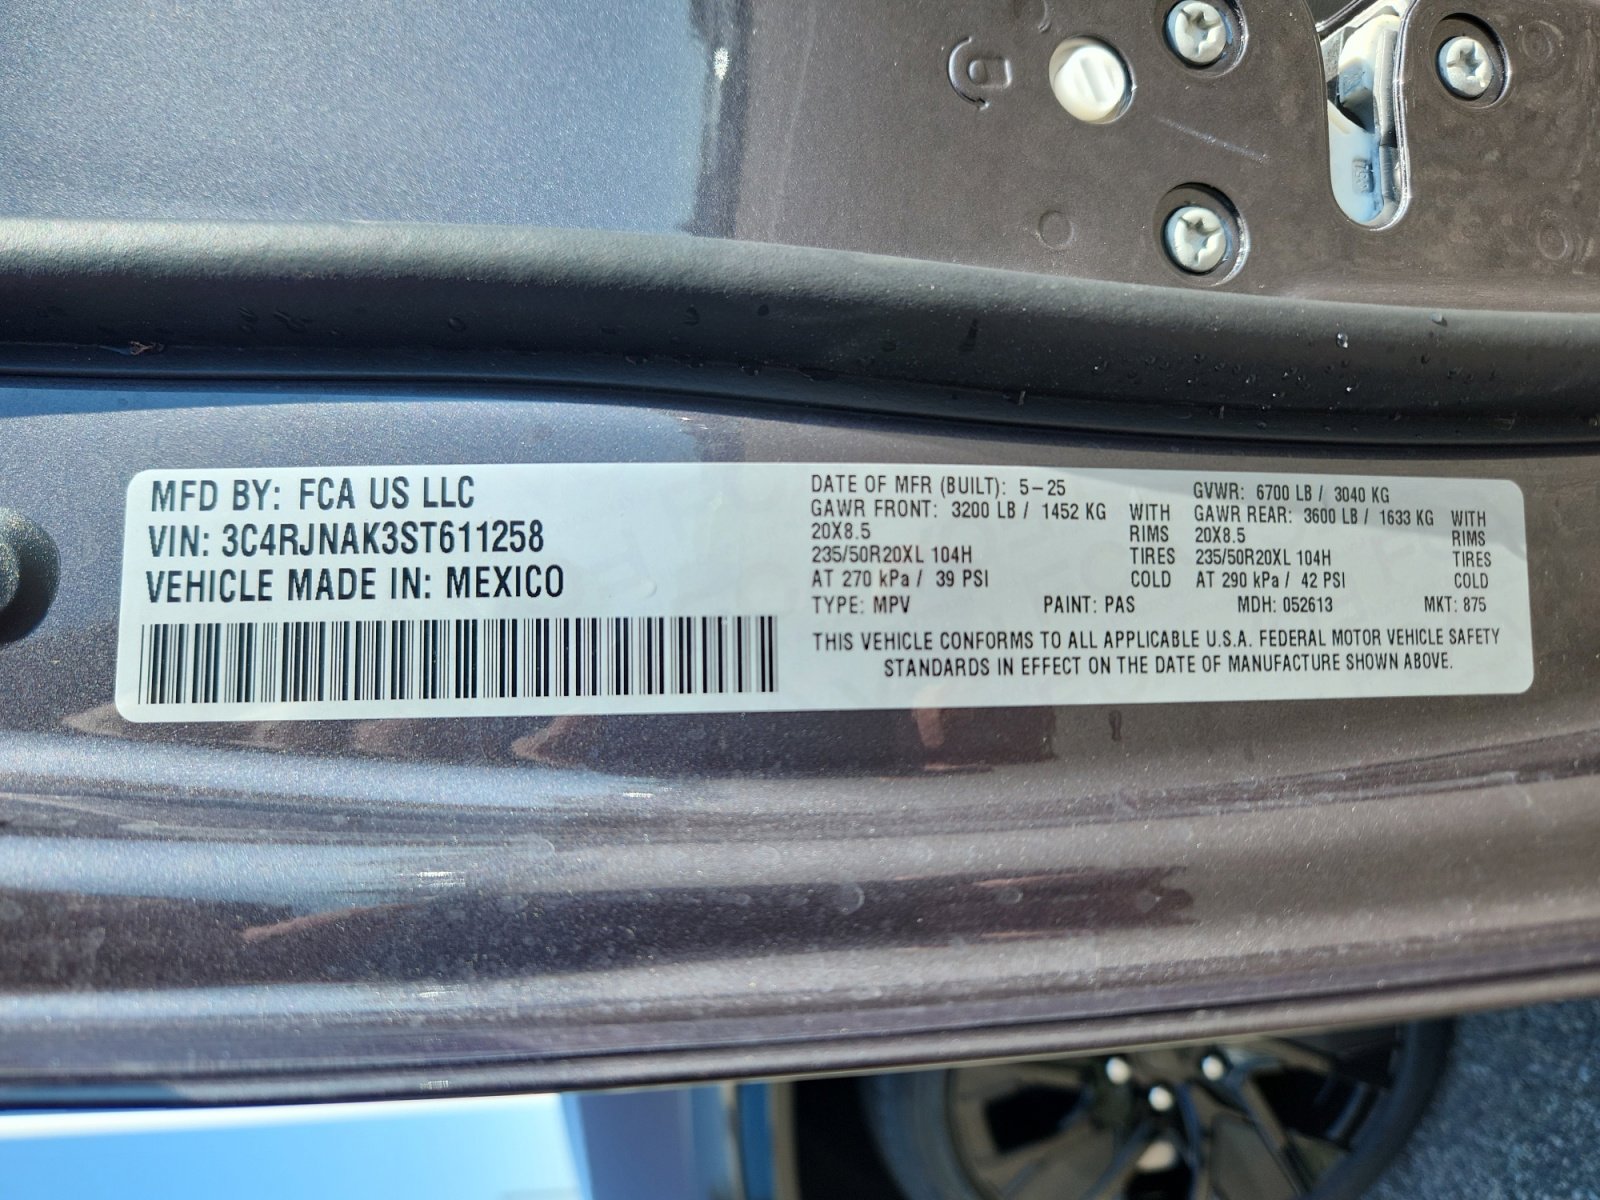 MFD BY: FCA US LLC
VIN: 3C4RJNAK3ST611258
VEHICLE MADE IN: MEXICO
DATE OF MFR (BUILT): 5-25
GAWR FRONT: 3200 LB / 1452 KG WITH
20X8.5 RIMS
235/50R20XL 104H TIRES
AT 270 kPa / 39 PSI COLD
GVWR: 6700 LB / 3040 KG
GAWR REAR: 3600 LB / 1633 KG WITH
20X8.5 RIMS
235/50R20XL 104H TIRES
AT 290 kPa / 42 PSI COLD
TYPE: MPV PAINT: PAS MDH: 052613 MKT: 875
THIS VEHICLE CONFORMS TO ALL APPLICABLE U.S.A. FEDERAL MOTOR VEHICLE SAFETY
STANDARDS IN EFFECT ON THE DATE OF MANUFACTURE SHOWN ABOVE.